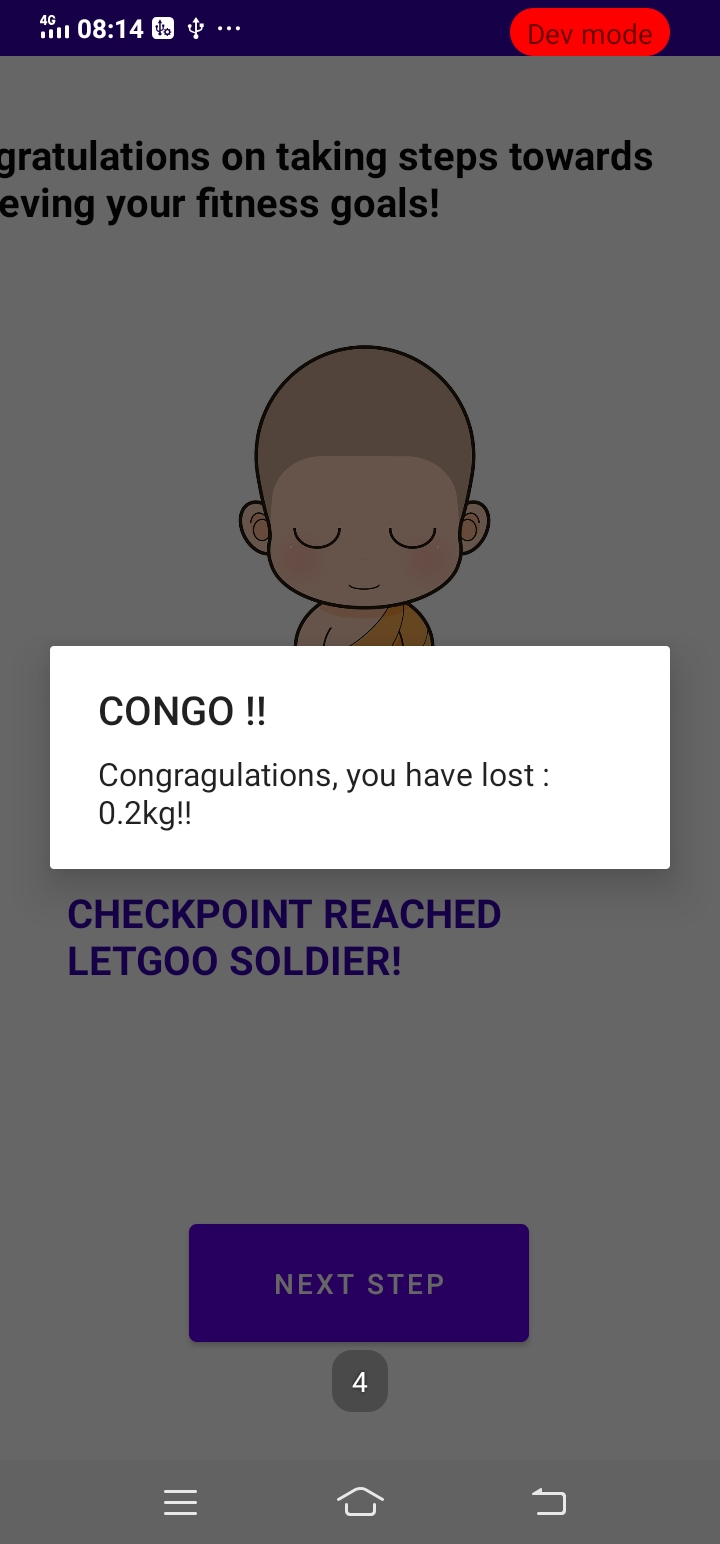 4G 08:14
Dev mode
gratulations on taking steps towards
eving your fitness goals!
CONGO !!
Congragulations, you have lost :
0.2kg!!
CHECKPOINT REACHED
LETGOO SOLDIER!
NEXT STEP
4